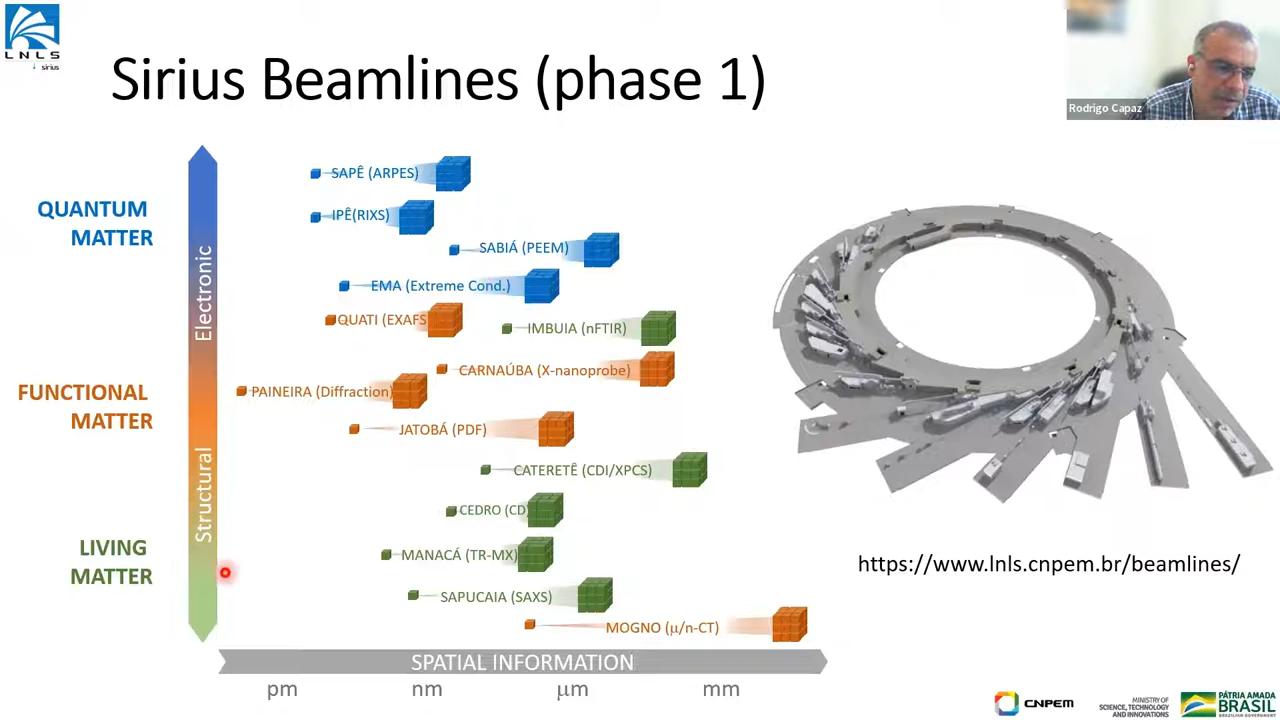 LNLS
sirius
Sirius Beamlines (phase 1)
Rodrigo Capaz
QUANTUM
MATTER
FUNCTIONAL
MATTER
LIVING
MATTER
Electronic
Structural
SAPÊ (ARPES)
IPÊ(RIXS)
SABIÁ (PEEM)
EMA (Extreme Cond.)
QUATI (EXAFS
IMBUIA (nFTIR)
CARNAÚBA (X-nanoprobe)
PAINEIRA (Diffraction)
JATOBÁ (PDF)
CATERETÊ (CDI/XPCS)
CEDRO (CD)
MANACÁ (TR-MX)
SAPUCAIA (SAXS)
MOGNO (µ/n-CT)
SPATIAL INFORMATION
pm nm µm mm
https://www.lnls.cnpem.br/beamlines/
CNPEM
MINISTRY OF
SCIENCE, TECHNOLOGY
AND INNOVATIONS
PÁTRIA AMADA
BRASIL
BRAZILIAN GOVERNMENT